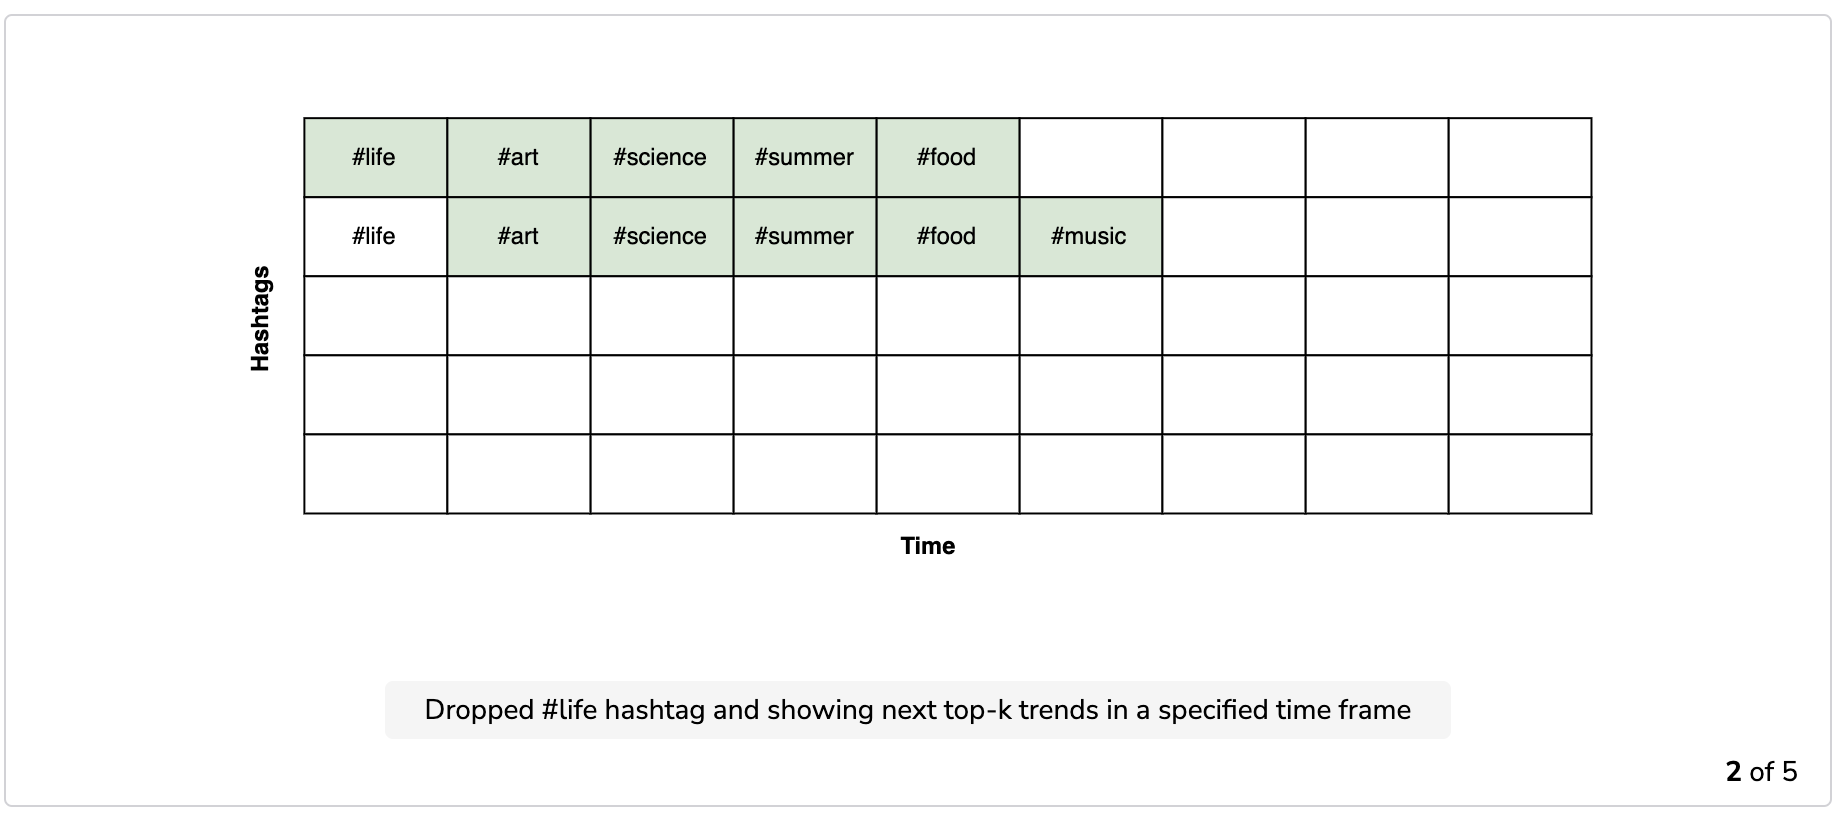 #life #art #science #summer #food
#life #art #science #summer #food #music
Hashtags
Time
Dropped #life hashtag and showing next top-k trends in a specified time frame
2 of 5